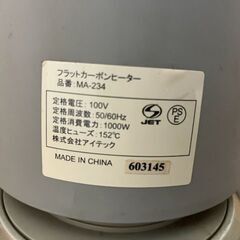 フラットカーボンヒーター
品番: MA-234
定格電圧: 100V
定格周波数: 50/60Hz
定格消費電力: 1000W
温度ヒューズ: 152℃
株式会社アイテック
MADE IN CHINA
JET
PS
E
603145